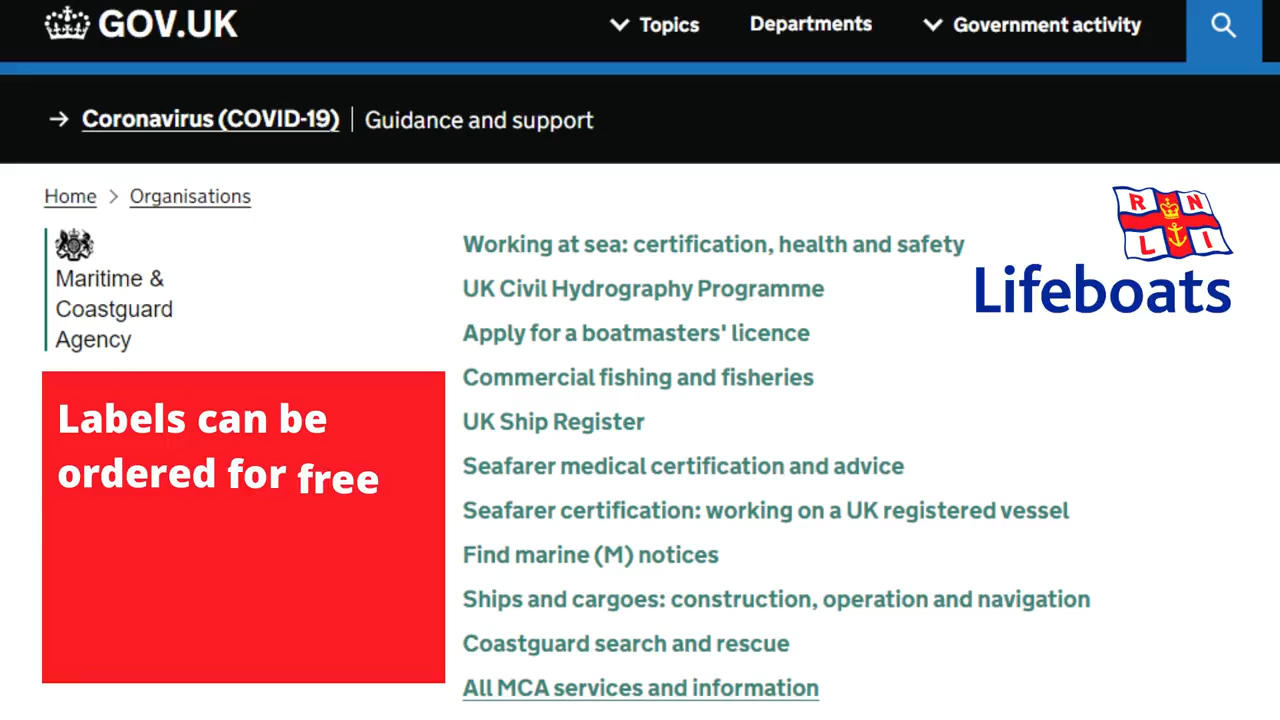 GOV.UK
Topics
Departments
Government activity
Coronavirus (COVID-19)
Guidance and support
Home
Organisations
Maritime &
Coastguard
Agency
Labels can be
ordered for free
Working at sea: certification, health and safety
UK Civil Hydrography Programme
Apply for a boatmasters' licence
Commercial fishing and fisheries
UK Ship Register
Seafarer medical certification and advice
Seafarer certification: working on a UK registered vessel
Find marine (M) notices
Ships and cargoes: construction, operation and navigation
Coastguard search and rescue
All MCA services and information
R N
L I
Lifeboats